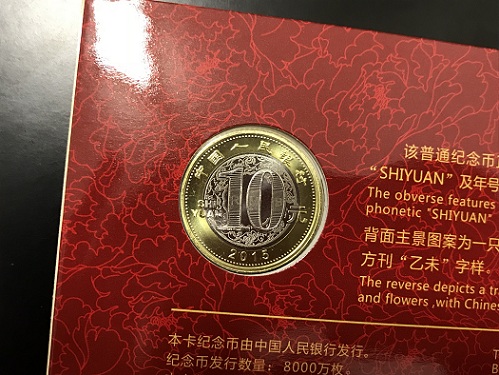 中国人民银行
10
SHI
YUAN
元
2015
该普通纪念币
"SHIYUAN" 及年号
The obverse features
phonetic "SHIYUAN"
背面主景图案为一只
方刊“乙未”字样。
The reverse depicts a
and flowers ,with Chines
本卡纪念币由中国人民银行发行。
纪念币发行数量：8000万枚。